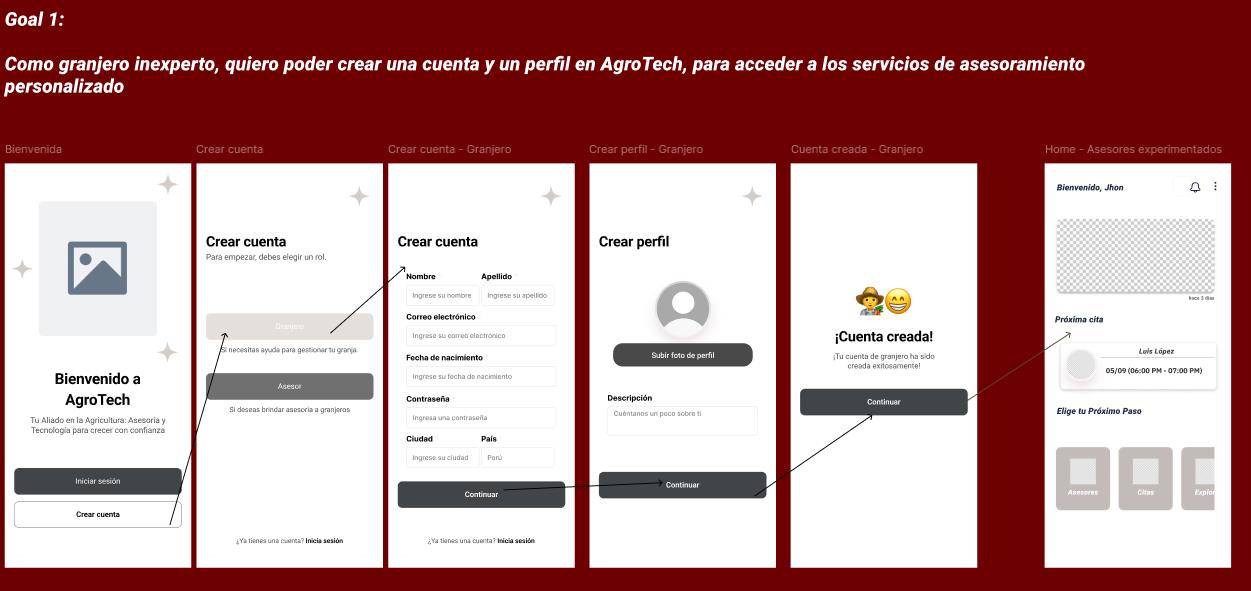 Goal 1:
Como granjero inexperto, quiero poder crear una cuenta y un perfil en AgroTech, para acceder a los servicios de asesoramiento
personalizado
Bienvenida
Bienvenido a
AgroTech
Tu Aliado en la Agricultura: Asesoría y
Tecnología para crecer con confianza
Iniciar sesión
Crear cuenta
Crear cuenta
Crear cuenta
Para empezar, debes elegir un rol.
Granjero
Si necesitas ayuda para gestionar tu granja.
Asesor
Si deseas brindar asesoría a granjeros
¿Ya tienes una cuenta? Inicia sesión
Crear cuenta - Granjero
Crear cuenta
Nombre Apellido
Ingrese su nombre Ingrese su apellido
Correo electrónico
Ingrese su correo electrónico
Fecha de nacimiento
Ingrese su fecha de nacimiento
Contraseña
Ingresa una contraseña
Ciudad País
Ingrese su ciudad Perú
Continuar
¿Ya tienes una cuenta? Inicia sesión
Crear perfil - Granjero
Crear perfil
Subir foto de perfil
Descripción
Cuéntanos un poco sobre ti
Continuar
Cuenta creada - Granjero
¡Cuenta creada!
¡Tu cuenta de granjero ha sido
creada exitosamente!
Continuar
Home - Asesores experimentados
Bienvenido, Jhon
hace 3 días
Próxima cita
Luis López
05/09 (06:00 PM - 07:00 PM)
Elige tu Próximo Paso
Asesores Citas Explor